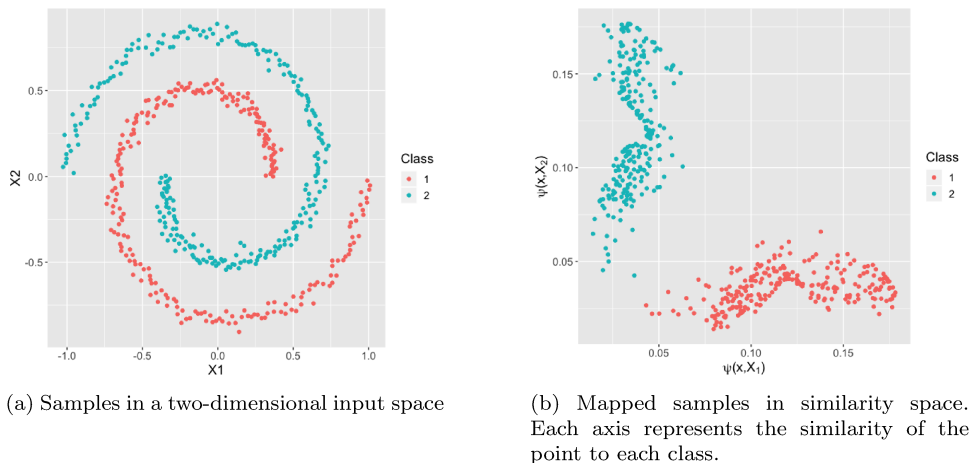 0.5
0.0
-0.5
X2
-1.0 -0.5 0.0 0.5 1.0
X1
Class
1
2
(a) Samples in a two-dimensional input space
0.15
0.10
0.05
ψ(x,X₂)
0.05 0.10 0.15
ψ(x,X₁)
Class
1
2
(b) Mapped samples in similarity space.
Each axis represents the similarity of the
point to each class.